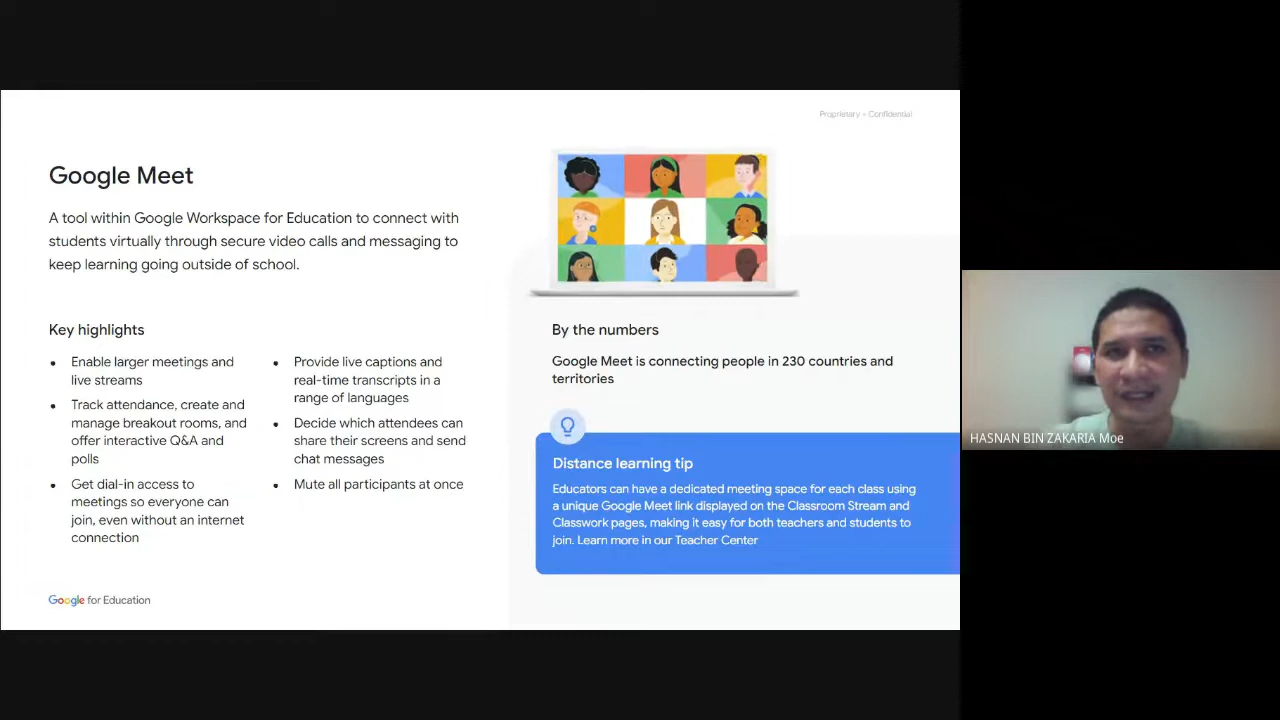 Proprietary + Confidential
Google Meet
A tool within Google Workspace for Education to connect with
students virtually through secure video calls and messaging to
keep learning going outside of school.
Key highlights
• Enable larger meetings and
live streams
• Track attendance, create and
manage breakout rooms, and
offer interactive Q&A and
polls
• Get dial-in access to
meetings so everyone can
join, even without an internet
connection
• Provide live captions and
real-time transcripts in a
range of languages
• Decide which attendees can
share their screens and send
chat messages
• Mute all participants at once
By the numbers
Google Meet is connecting people in 230 countries and
territories
Distance learning tip
Educators can have a dedicated meeting space for each class using
a unique Google Meet link displayed on the Classroom Stream and
Classwork pages, making it easy for both teachers and students to
join. Learn more in our Teacher Center
Google for Education
HASNAN BIN ZAKARIA Moe